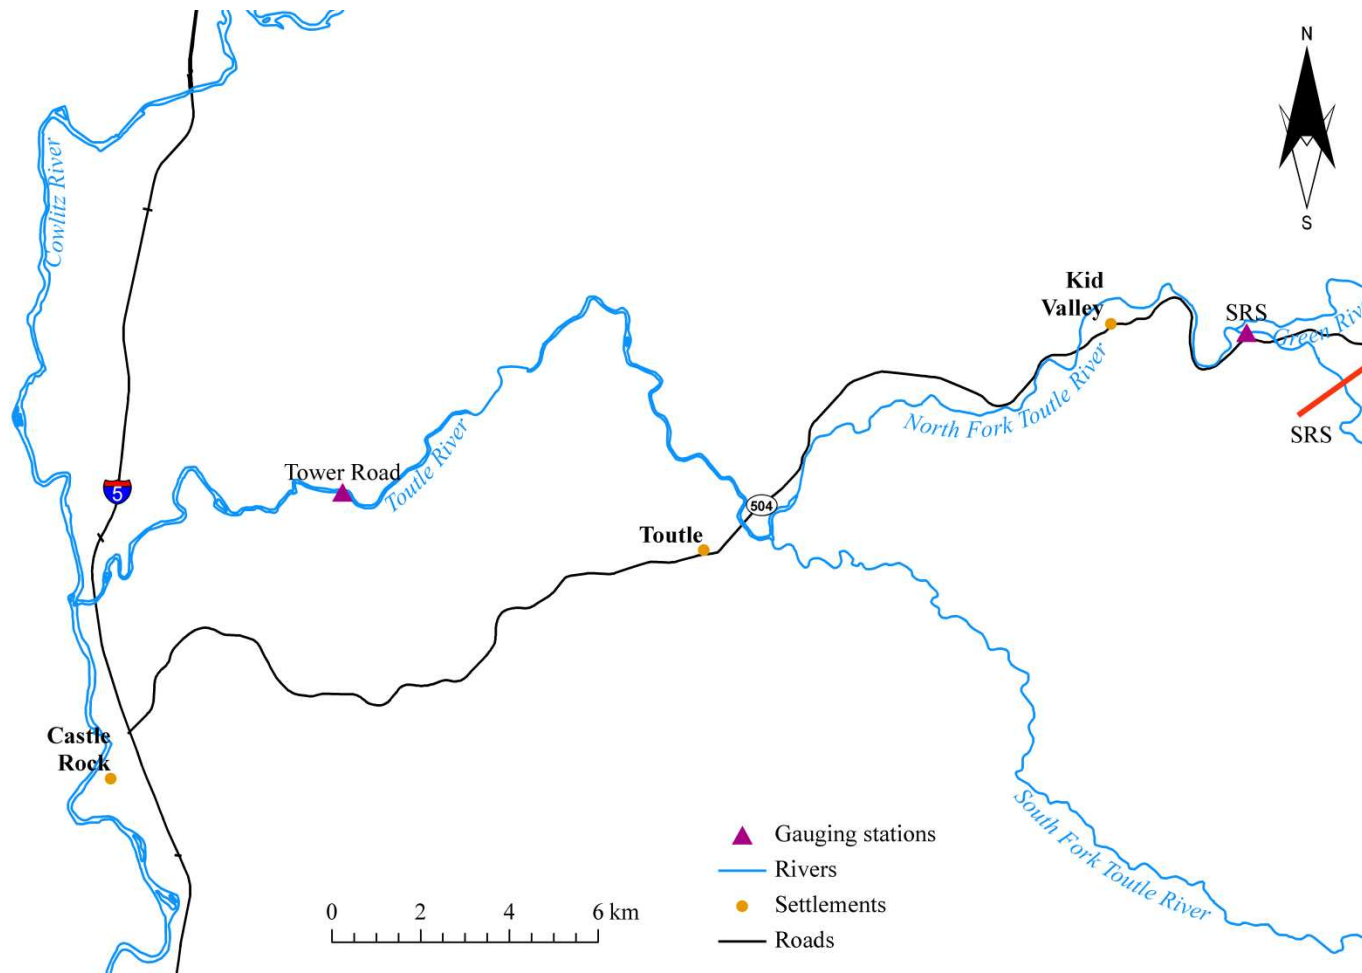 N
S
Cowlitz River
Kid
Valley
SRS
Green Rive
North Fork Toutle River
SRS
Tower Road
Toutle River
5
504
Toutle
Castle
Rock
South Fork Toutle River
Gauging stations
Rivers
Settlements
Roads
0 2 4 6 km